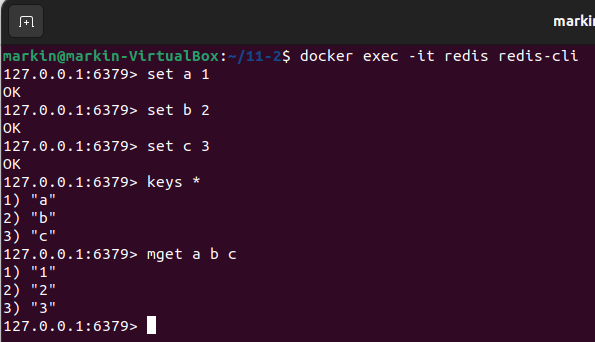 markin
markin@markin-VirtualBox:~/11-2$ docker exec -it redis redis-cli
127.0.0.1:6379> set a 1
OK
127.0.0.1:6379> set b 2
OK
127.0.0.1:6379> set c 3
OK
127.0.0.1:6379> keys *
1) "a"
2) "b"
3) "c"
127.0.0.1:6379> mget a b c
1) "1"
2) "2"
3) "3"
127.0.0.1:6379>